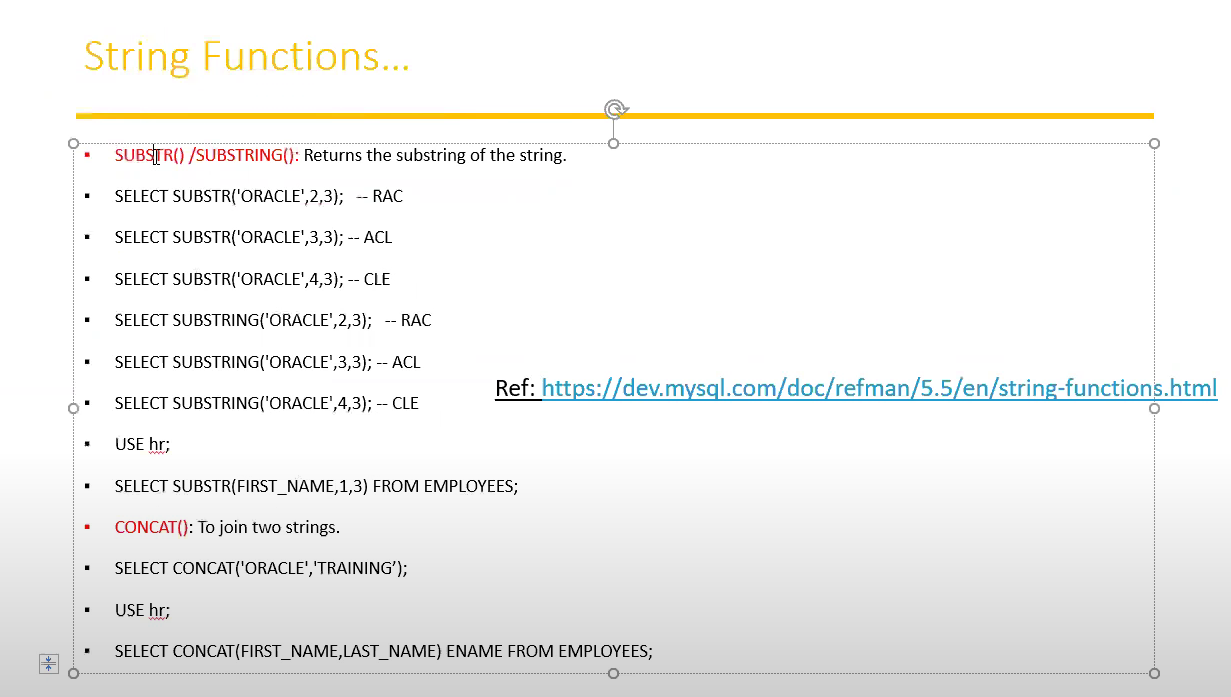 String Functions...
▪ SUBSTR() /SUBSTRING(): Returns the substring of the string.
▪ SELECT SUBSTR('ORACLE',2,3);   -- RAC
▪ SELECT SUBSTR('ORACLE',3,3); -- ACL
▪ SELECT SUBSTR('ORACLE',4,3); -- CLE
▪ SELECT SUBSTRING('ORACLE',2,3);   -- RAC
▪ SELECT SUBSTRING('ORACLE',3,3); -- ACL
Ref: https://dev.mysql.com/doc/refman/5.5/en/string-functions.html
▪ SELECT SUBSTRING('ORACLE',4,3); -- CLE
▪ USE hr;
▪ SELECT SUBSTR(FIRST_NAME,1,3) FROM EMPLOYEES;
▪ CONCAT(): To join two strings.
▪ SELECT CONCAT('ORACLE','TRAINING’);
▪ USE hr;
▪ SELECT CONCAT(FIRST_NAME,LAST_NAME) ENAME FROM EMPLOYEES;